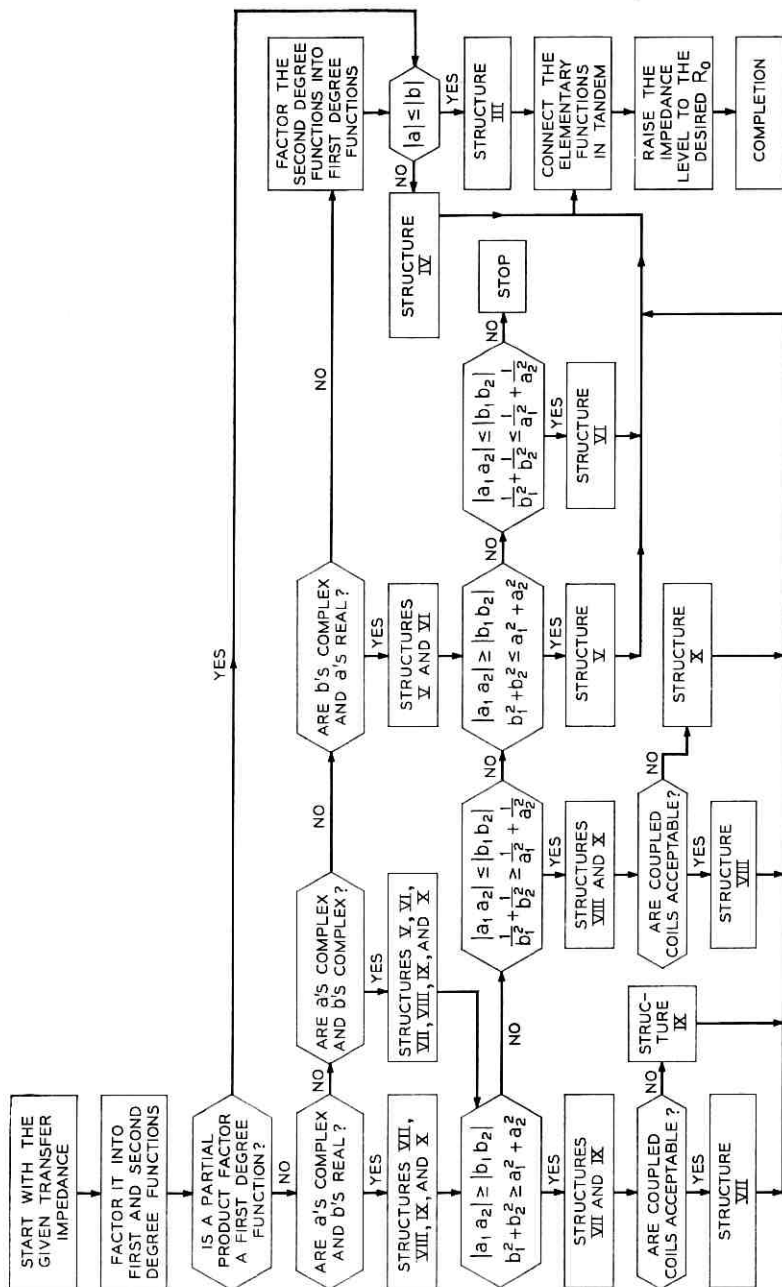 START WITH THE
GIVEN TRANSFER
IMPEDANCE
FACTOR IT INTO
FIRST AND SECOND
DEGREE FUNCTIONS
IS A PARTIAL
PRODUCT FACTOR
A FIRST DEGREE
FUNCTION?
YES
NO
ARE a'S COMPLEX
AND b'S REAL?
NO
YES
STRUCTURES VII,
VIII, IX, AND X
ARE a'S COMPLEX
AND b'S COMPLEX?
NO
YES
STRUCTURES V, VI,
VII, VIII, IX, AND X
ARE b'S COMPLEX
AND a'S REAL?
NO
YES
STRUCTURES
V AND VI
FACTOR THE
SECOND DEGREE
FUNCTIONS INTO
FIRST DEGREE
FUNCTIONS
|a| ≤ |b|
NO
YES
STRUCTURE
IV
STRUCTURE
III
CONNECT THE
ELEMENTARY
FUNCTIONS
IN TANDEM
RAISE THE
IMPEDANCE
LEVEL TO THE
DESIRED R₀
COMPLETION
|a₁ a₂| ≥ |b₁ b₂|
b₁² + b₂² ≥ a₁² + a₂²
NO
YES
STRUCTURES
VII AND IX
ARE COUPLED
COILS ACCEPTABLE?
NO
YES
STRUC-
TURE
IX
STRUCTURE
VII
|a₁ a₂| ≤ |b₁ b₂|
1/b₁² + 1/b₂² ≥ 1/a₁² + 1/a₂²
NO
YES
STRUCTURES
VIII AND X
ARE COUPLED
COILS ACCEPTABLE?
NO
YES
STRUCTURE
X
STRUCTURE
VIII
|a₁ a₂| ≥ |b₁ b₂|
b₁² + b₂² ≤ a₁² + a₂²
NO
YES
STRUCTURE
V
|a₁ a₂| ≤ |b₁ b₂|
1/b₁² + 1/b₂² ≤ 1/a₁² + 1/a₂²
NO
YES
STRUCTURE
VI
STOP